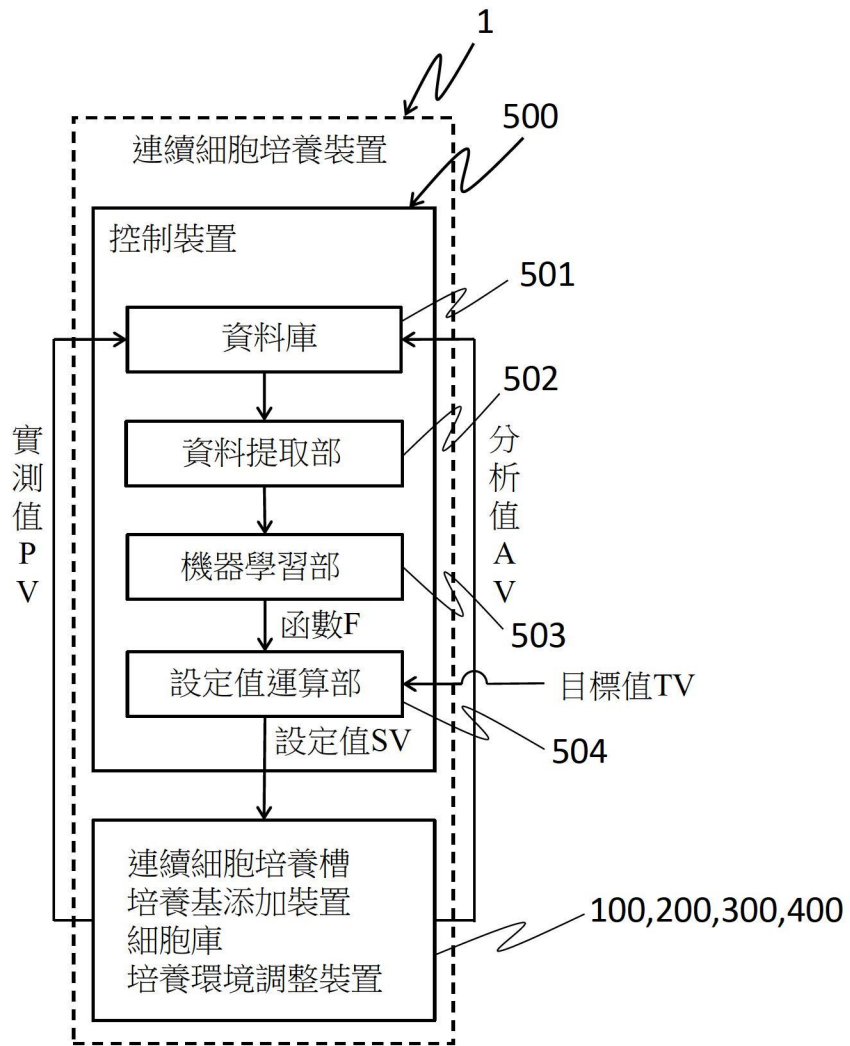 1
連續細胞培養裝置
500
控制裝置
501
資料庫
502
資料提取部
實測值PV
分析值AV
機器學習部
503
函數F
設定值運算部
目標值TV
設定值SV
504
連續細胞培養槽
培養基添加裝置
細胞庫
培養環境調整裝置
100,200,300,400